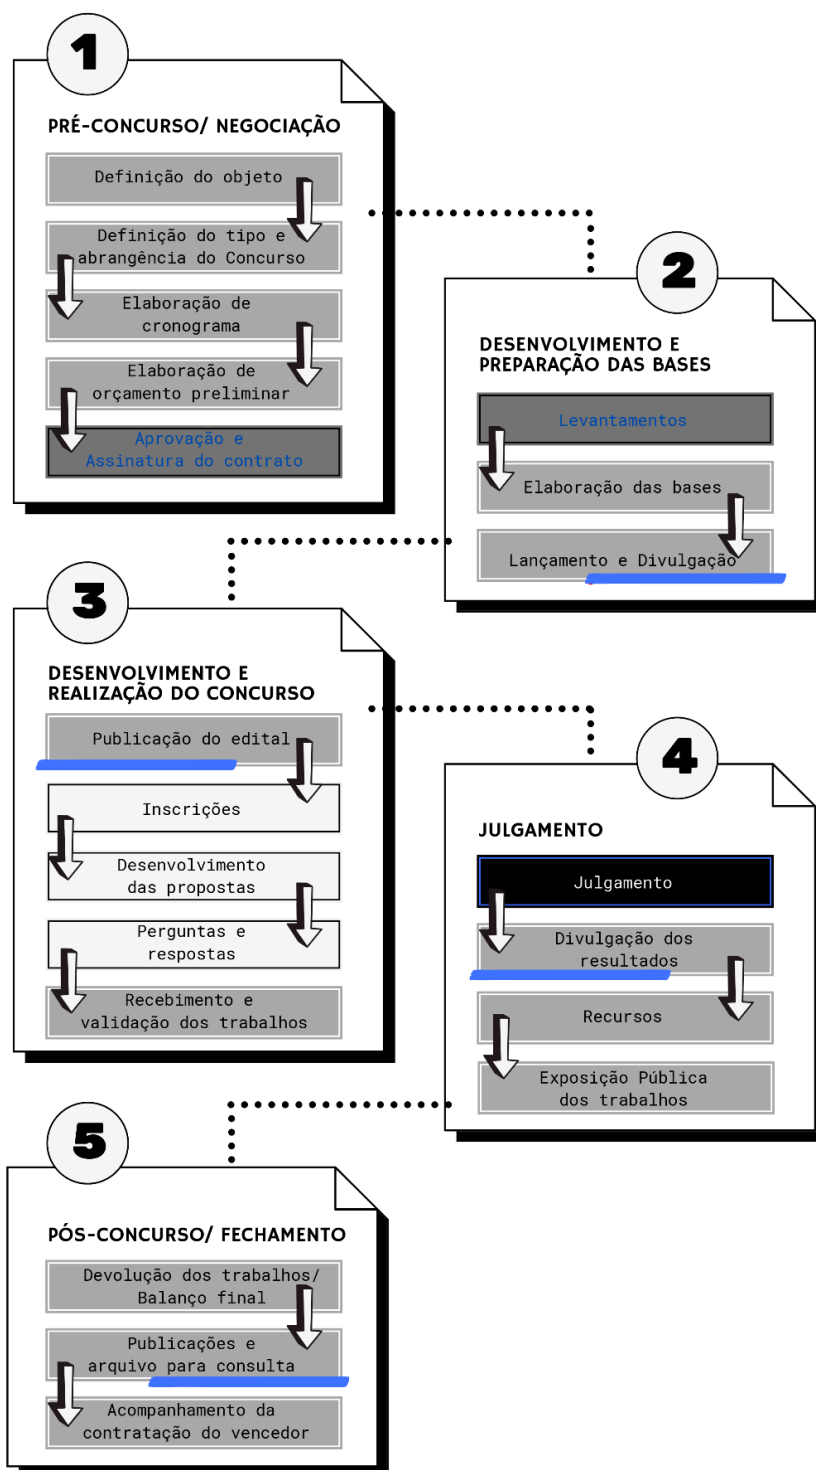 1
PRÉ-CONCURSO/ NEGOCIAÇÃO
Definição do objeto
Definição do tipo e
abrangência do Concurso
Elaboração de
cronograma
Elaboração de
orçamento preliminar
Aprovação e
Assinatura do contrato
2
DESENVOLVIMENTO E
PREPARAÇÃO DAS BASES
Levantamentos
Elaboração das bases
Lançamento e Divulgação
3
DESENVOLVIMENTO E
REALIZAÇÃO DO CONCURSO
Publicação do edital
Inscrições
Desenvolvimento
das propostas
Perguntas e
respostas
Recebimento e
validação dos trabalhos
4
JULGAMENTO
Julgamento
Divulgação dos
resultados
Recursos
Exposição Pública
dos trabalhos
5
PÓS-CONCURSO/ FECHAMENTO
Devolução dos trabalhos/
Balanço final
Publicações e
arquivo para consulta
Acompanhamento da
contratação do vencedor